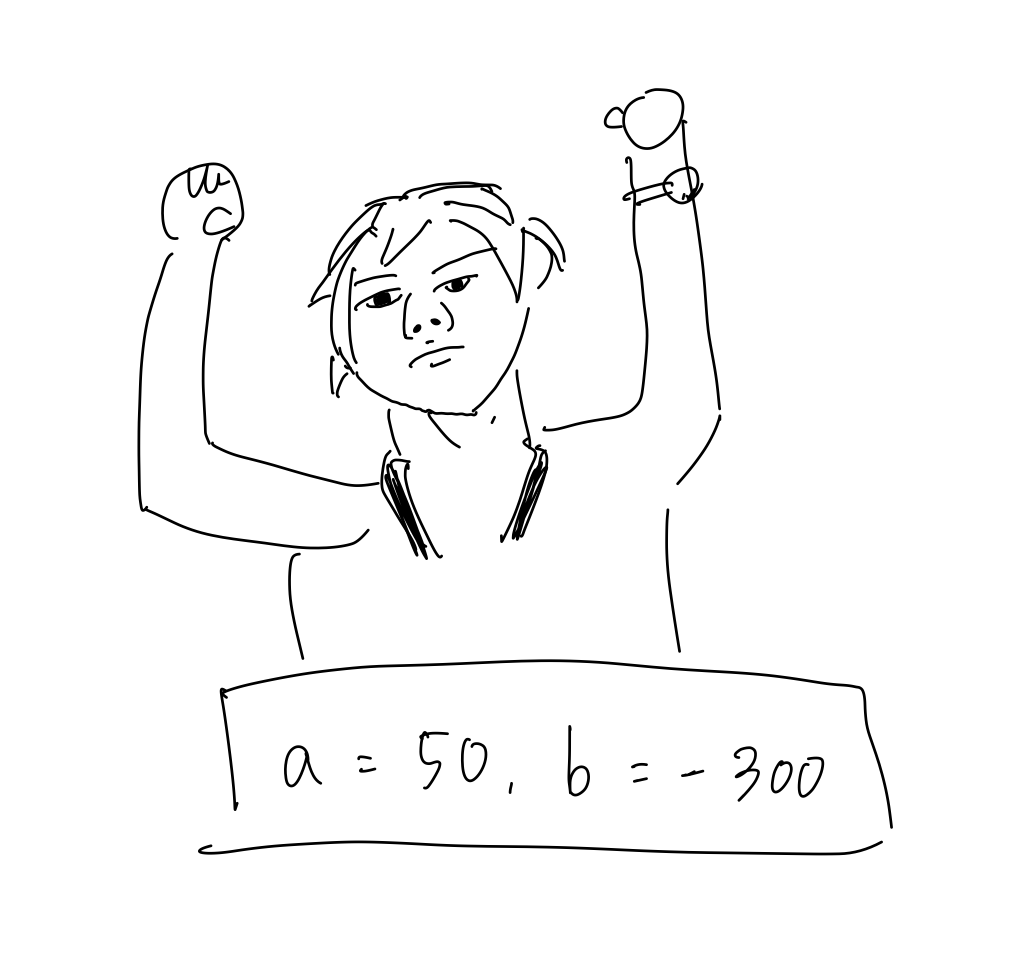 a = 50, b = - 300